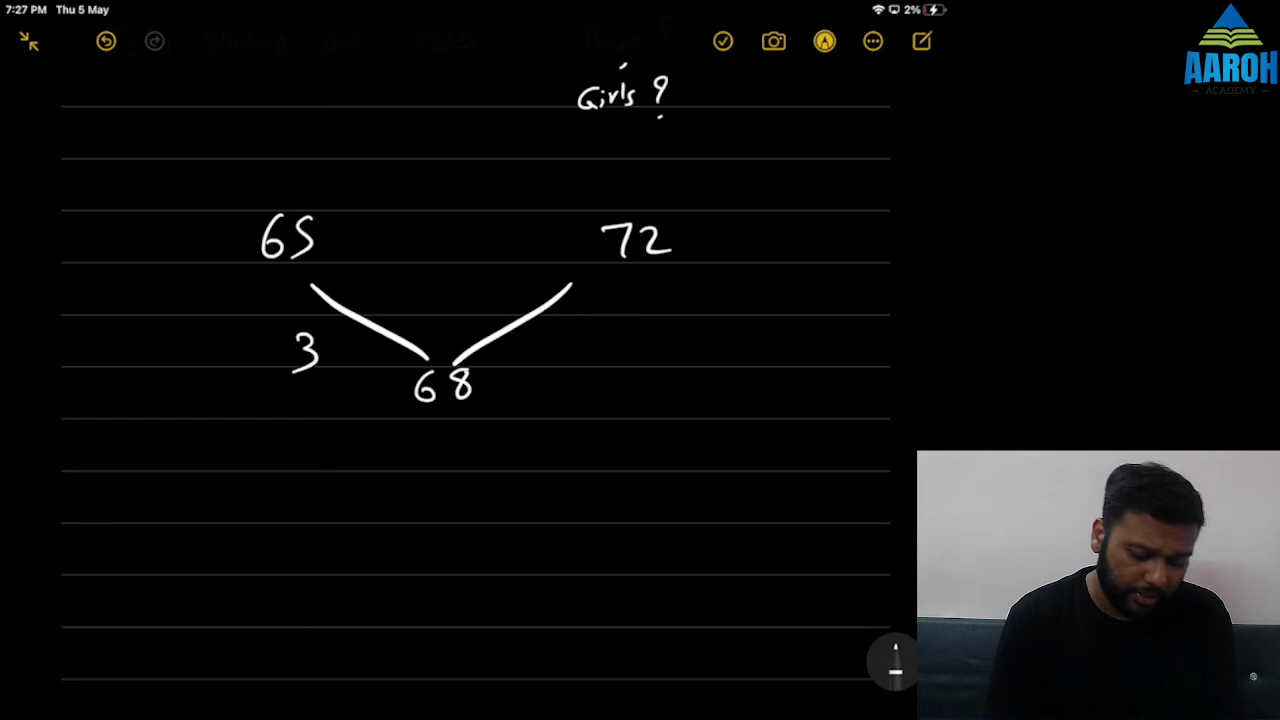 7:27 PM Thu 5 May
2%
AAROH
ACADEMY
Girls ?
65 72
3
68